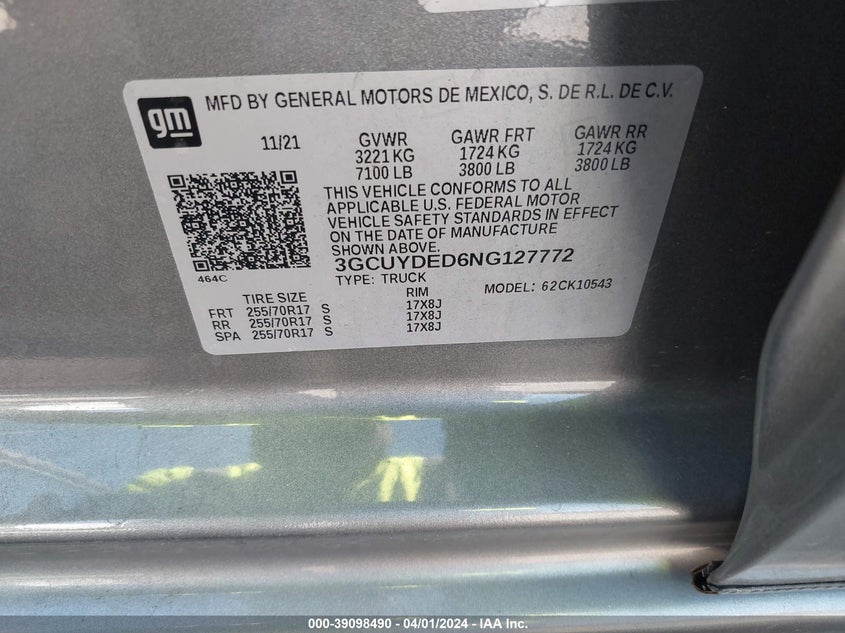 gm
MFD BY GENERAL MOTORS DE MEXICO, S. DE R.L. DE C.V.
11/21 GVWR GAWR FRT GAWR RR
3221 KG 1724 KG 1724 KG
7100 LB 3800 LB 3800 LB
THIS VEHICLE CONFORMS TO ALL
APPLICABLE U.S. FEDERAL MOTOR
VEHICLE SAFETY STANDARDS IN EFFECT
ON THE DATE OF MANUFACTURE
SHOWN ABOVE.
464C
3GCUYDED6NG127772
TYPE: TRUCK MODEL: 62CK10543
TIRE SIZE RIM
FRT 255/70R17 S 17X8J
RR 255/70R17 S 17X8J
SPA 255/70R17 S 17X8J
000-39098490 - 04/01/2024 - IAA Inc.